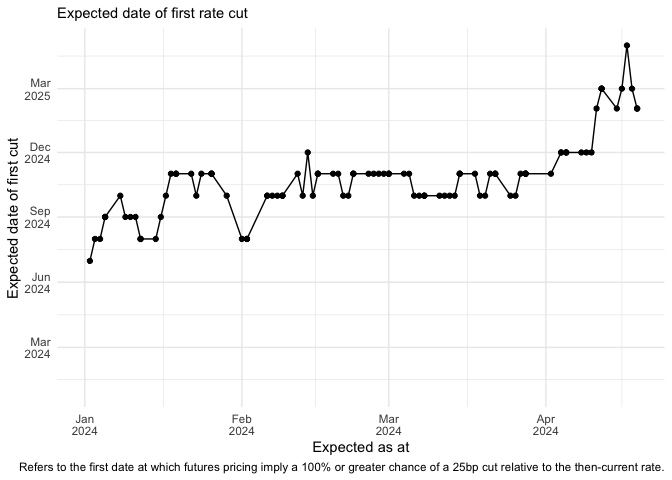 Expected date of first rate cut
Expected date of first cut
Mar
2025
Dec
2024
Sep
2024
Jun
2024
Mar
2024
Jan
2024
Feb
2024
Mar
2024
Apr
2024
Expected as at
Refers to the first date at which futures pricing imply a 100% or greater chance of a 25bp cut relative to the then-current rate.